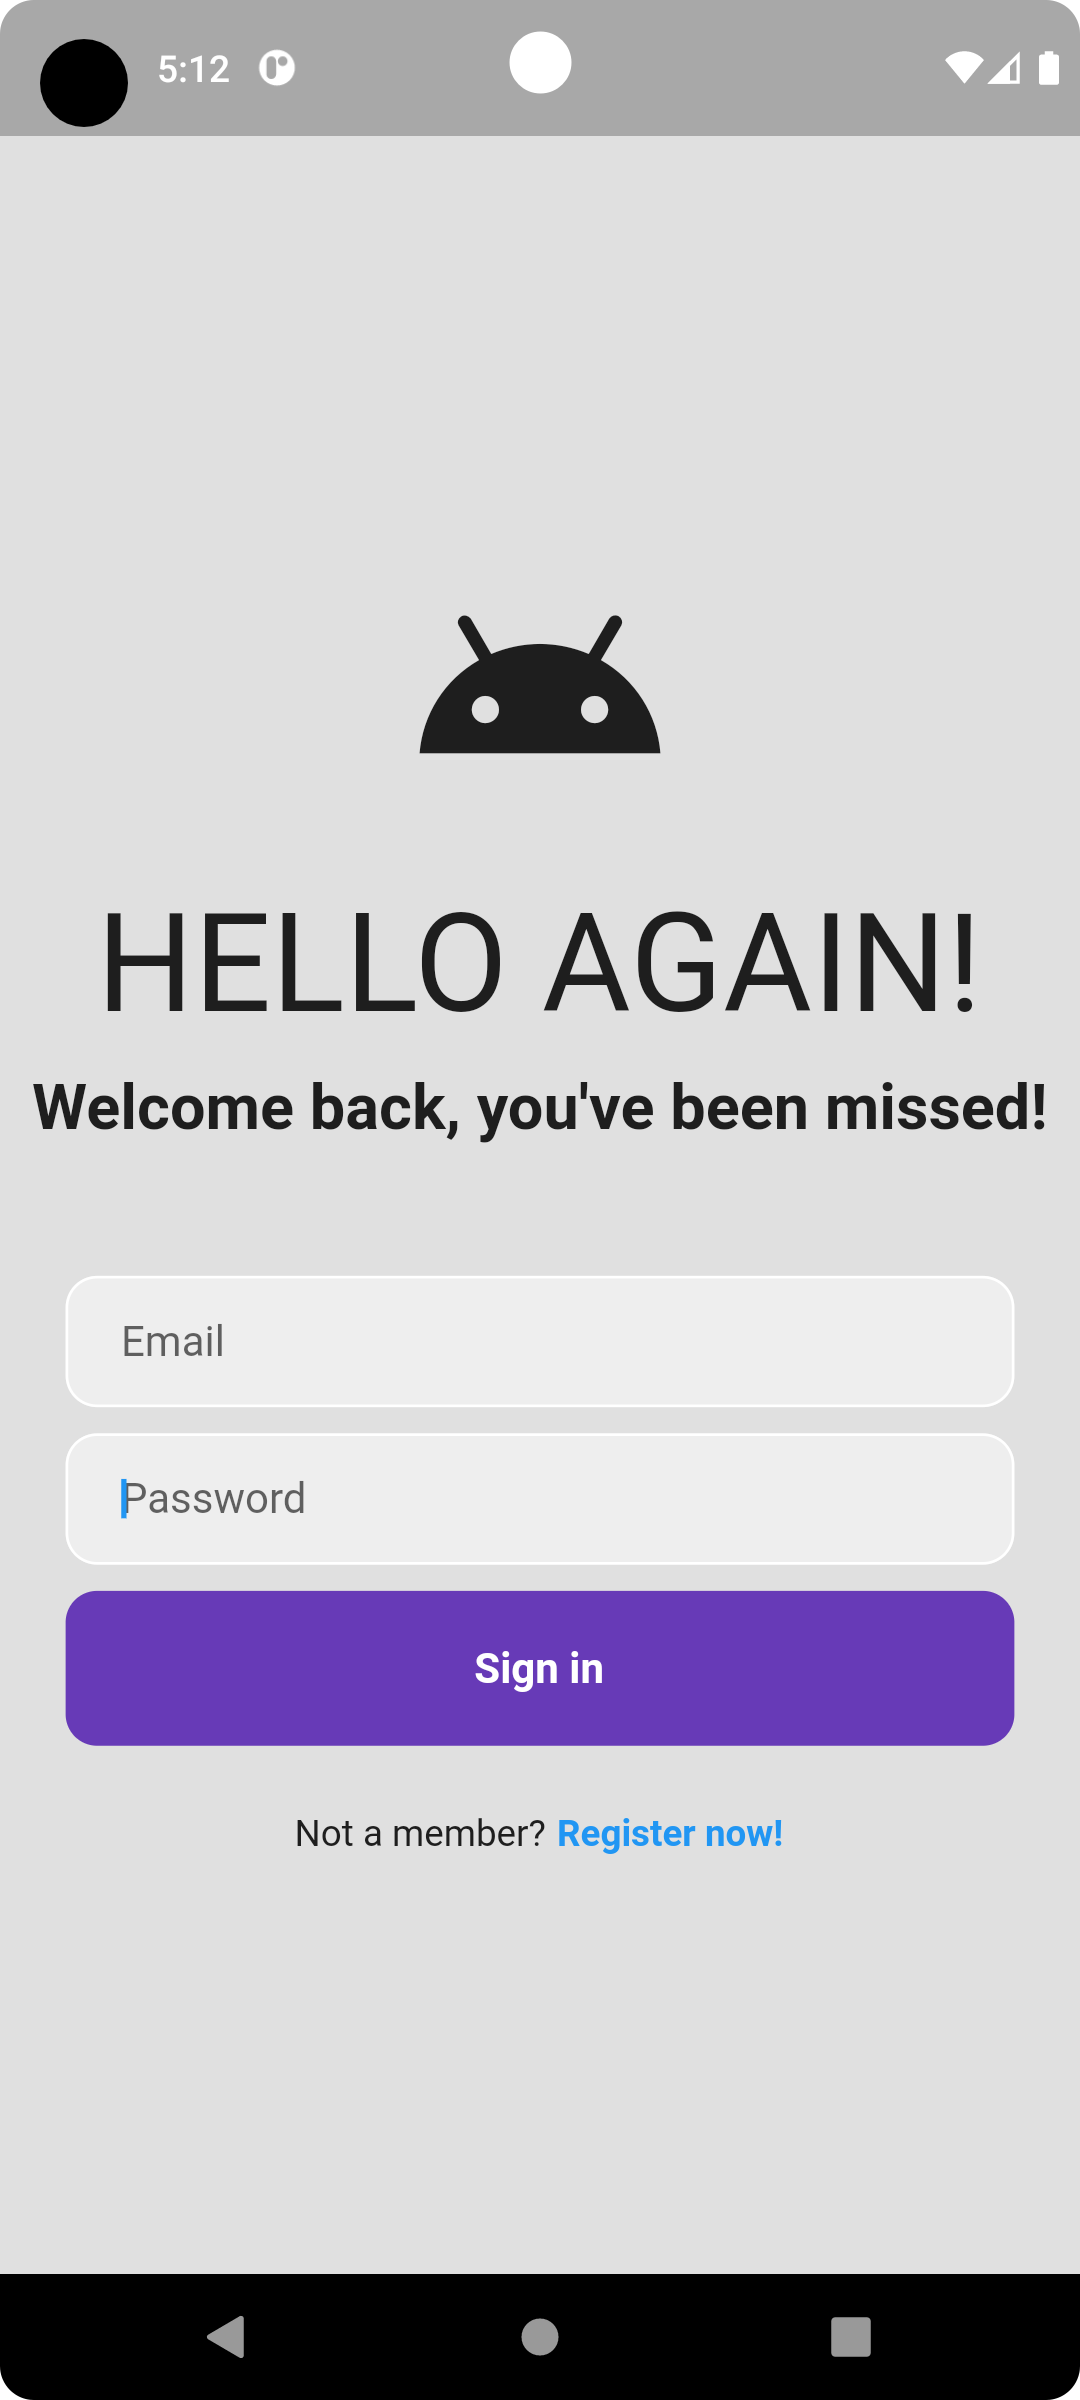 5:12
HELLO AGAIN!
Welcome back, you've been missed!
Email
Password
Sign in
Not a member? Register now!